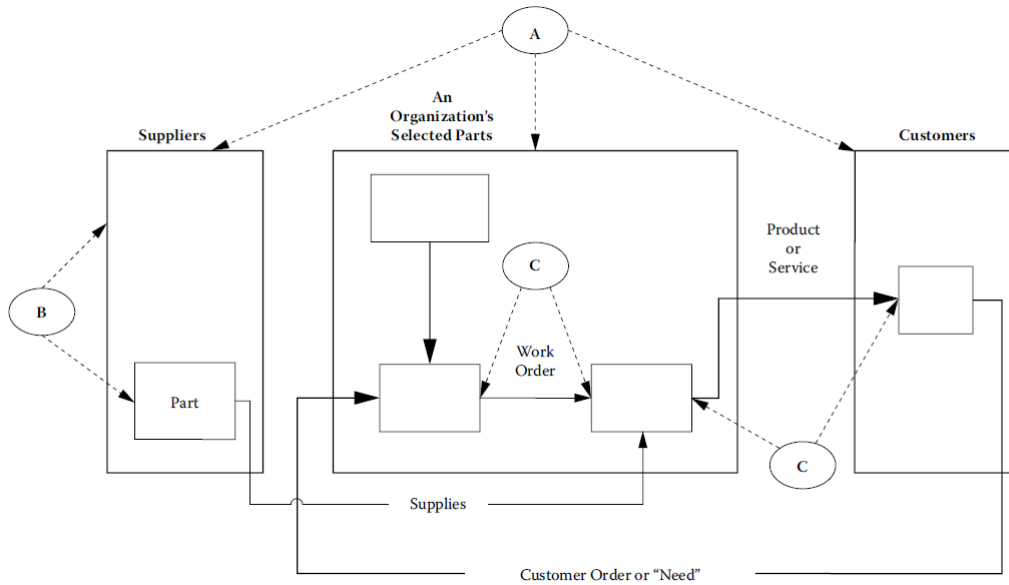 A
An
Organization's
Selected Parts
Suppliers
Customers
Product
or
Service
C
B
Work
Order
Part
C
Supplies
Customer Order or “Need”